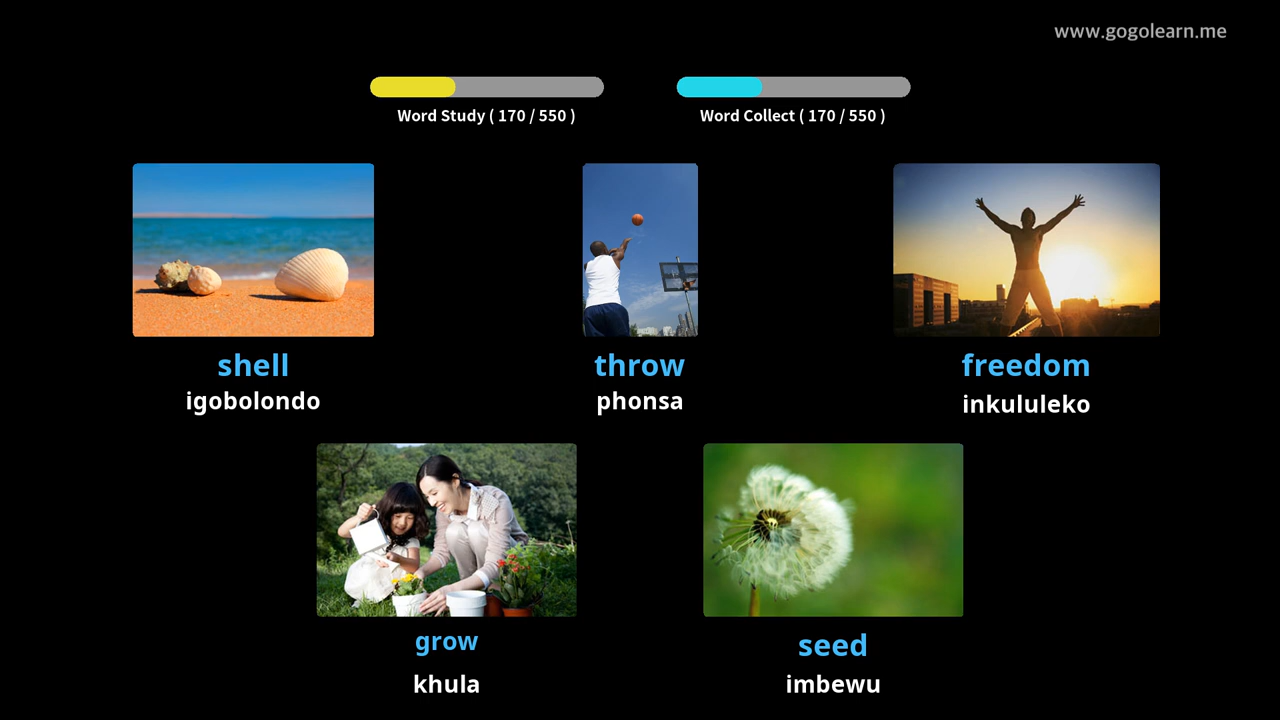 www.gogolearn.me
Word Study ( 170 / 550 )
Word Collect ( 170 / 550 )
shell
igobolondo
throw
phonsa
freedom
inkululeko
grow
khula
seed
imbewu